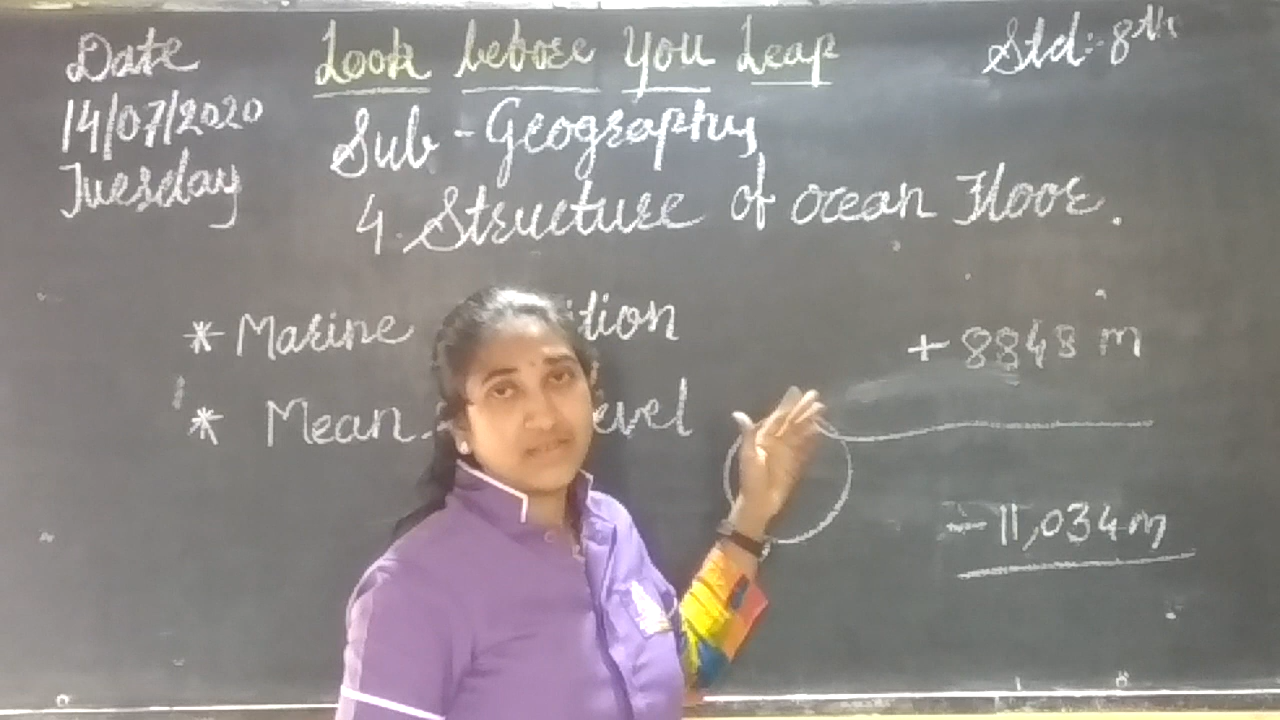 Date
Look before You Leap
Std:- 8th
14/07/2020
Sub - Geography
Tuesday
4. Structure of ocean Floor.
* Marine ition
+ 8848 m
* Mean evel
- 11,034 m